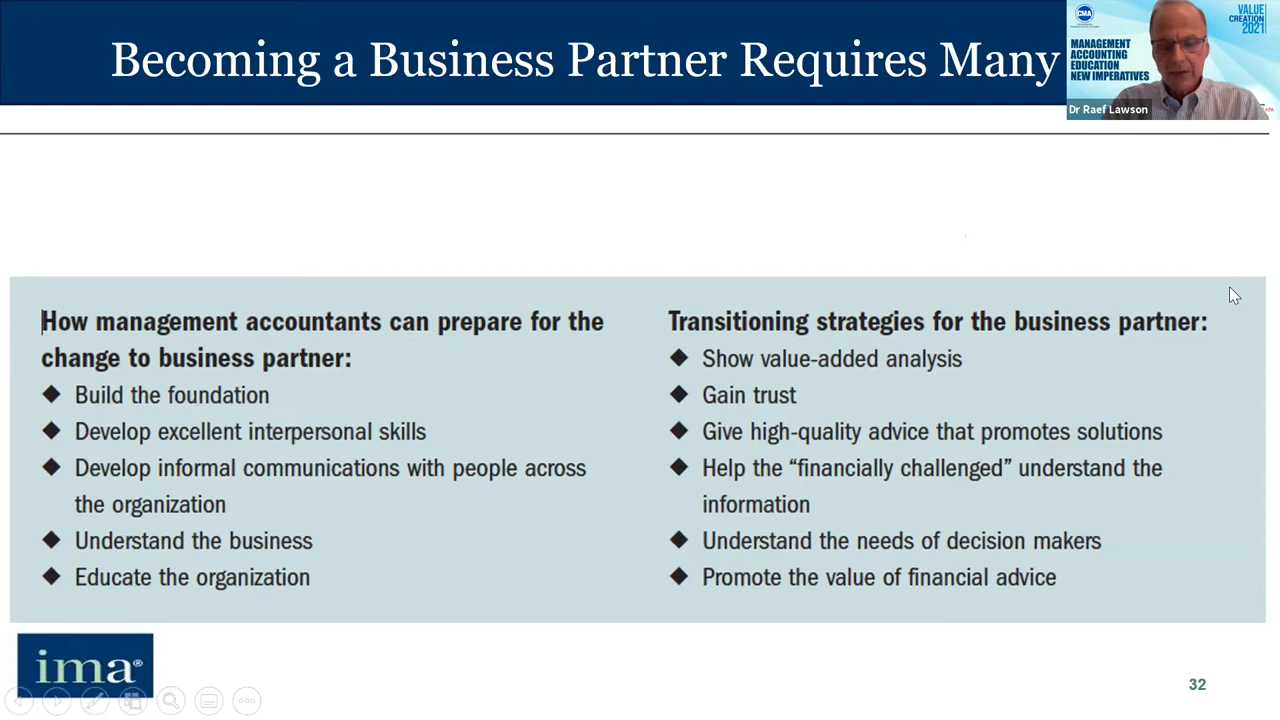 Becoming a Business Partner Requires Many
CMA
VALUE
CREATION
2021
MANAGEMENT
ACCOUNTING
EDUCATION
NEW IMPERATIVES
Dr Raef Lawson
How management accountants can prepare for the
change to business partner:
◆ Build the foundation
◆ Develop excellent interpersonal skills
◆ Develop informal communications with people across
the organization
◆ Understand the business
◆ Educate the organization
Transitioning strategies for the business partner:
◆ Show value-added analysis
◆ Gain trust
◆ Give high-quality advice that promotes solutions
◆ Help the “financially challenged” understand the
information
◆ Understand the needs of decision makers
◆ Promote the value of financial advice
ima®
32